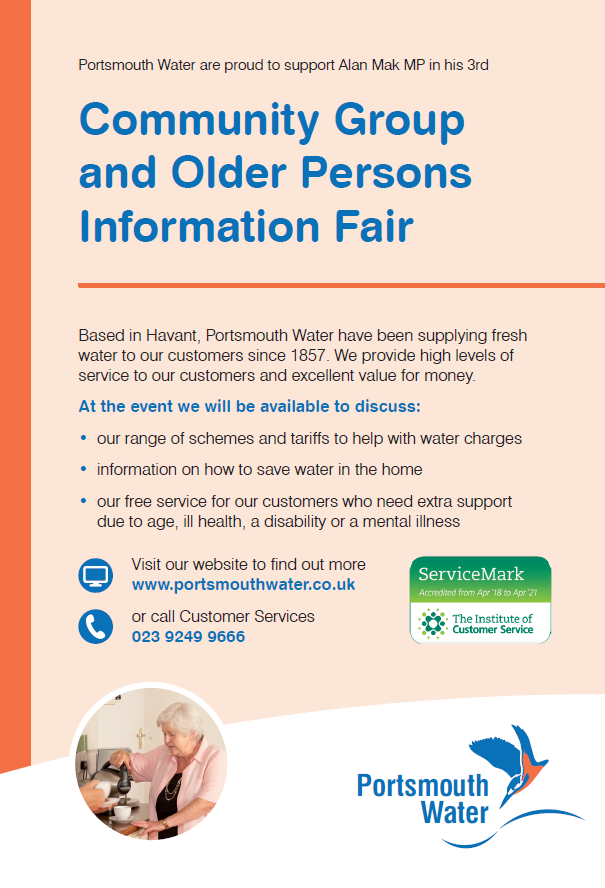 Portsmouth Water are proud to support Alan Mak MP in his 3rd
Community Group
and Older Persons
Information Fair
Based in Havant, Portsmouth Water have been supplying fresh
water to our customers since 1857. We provide high levels of
service to our customers and excellent value for money.
At the event we will be available to discuss:
• our range of schemes and tariffs to help with water charges
• information on how to save water in the home
• our free service for our customers who need extra support
due to age, ill health, a disability or a mental illness
Visit our website to find out more
www.portsmouthwater.co.uk
or call Customer Services
023 9249 9666
ServiceMark
Accredited from Apr '18 to Apr '21
The Institute of
Customer Service
Portsmouth
Water